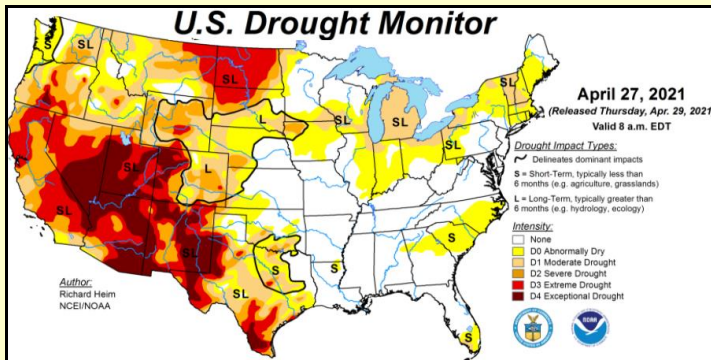 U.S. Drought Monitor
April 27, 2021
(Released Thursday, Apr. 29, 2021)
Valid 8 a.m. EDT
Drought Impact Types:
Delineates dominant impacts
S = Short-Term, typically less than
6 months (e.g. agriculture, grasslands)
L = Long-Term, typically greater than
6 months (e.g. hydrology, ecology)
Intensity:
None
D0 Abnormally Dry
D1 Moderate Drought
D2 Severe Drought
D3 Extreme Drought
D4 Exceptional Drought
Author:
Richard Heim
NCEI/NOAA
S
SL
SL
SL
L
SL
SL
SL
SL
L
SL
SL
S
S
S
SL
S
NOAA